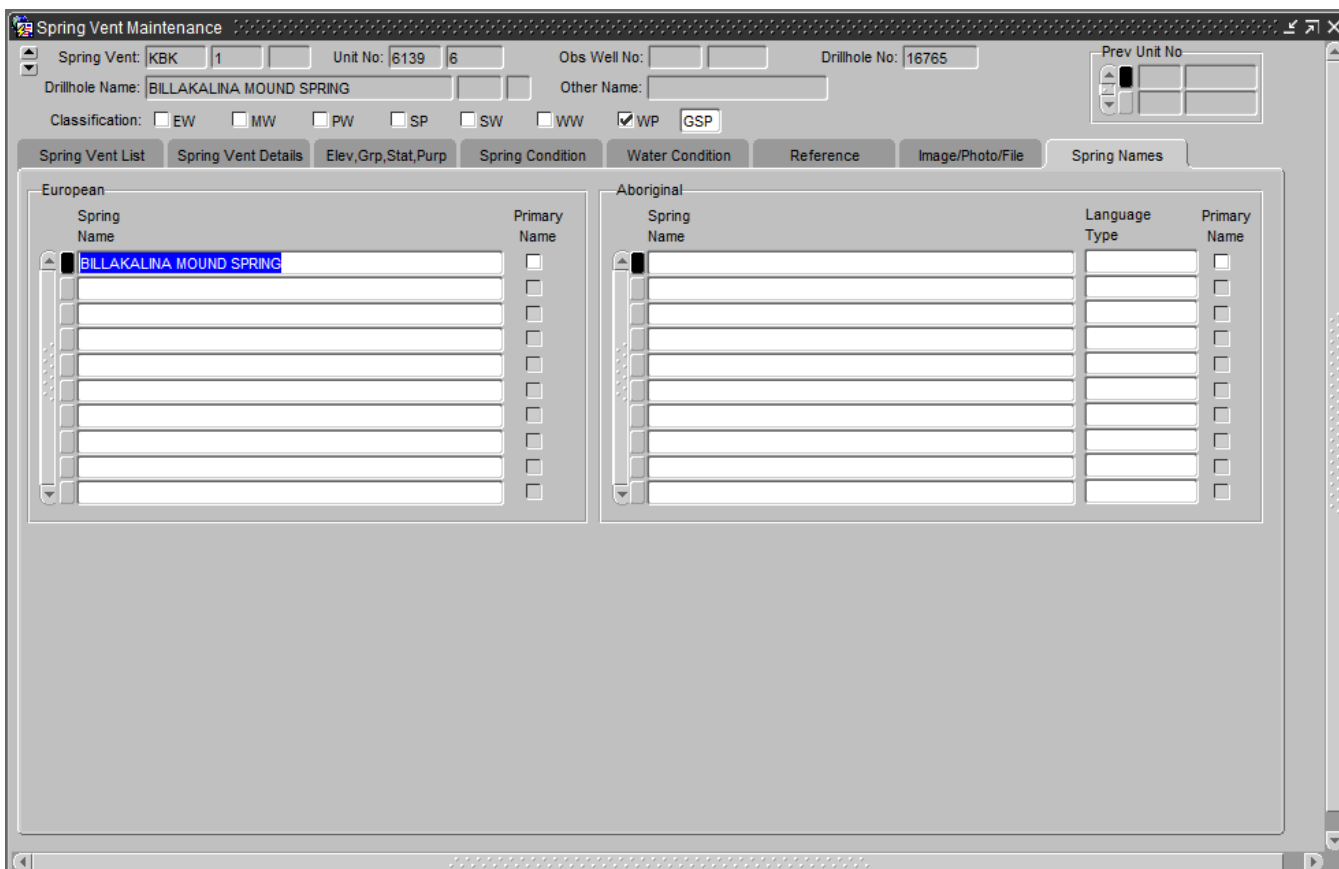 Spring Vent Maintenance
Spring Vent: KBK 1 Unit No: 6139 6 Obs Well No: Drillhole No: 16765 Prev Unit No
Drillhole Name: BILLAKALINA MOUND SPRING Other Name:
Classification: EW MW PW SP SW WW WP GSP
Spring Vent List Spring Vent Details Elev,Grp,Stat,Purp Spring Condition Water Condition Reference Image/Photo/File Spring Names
European Aboriginal
Spring Primary Spring Language Primary
Name Name Name Type Name
BILLAKALINA MOUND SPRING